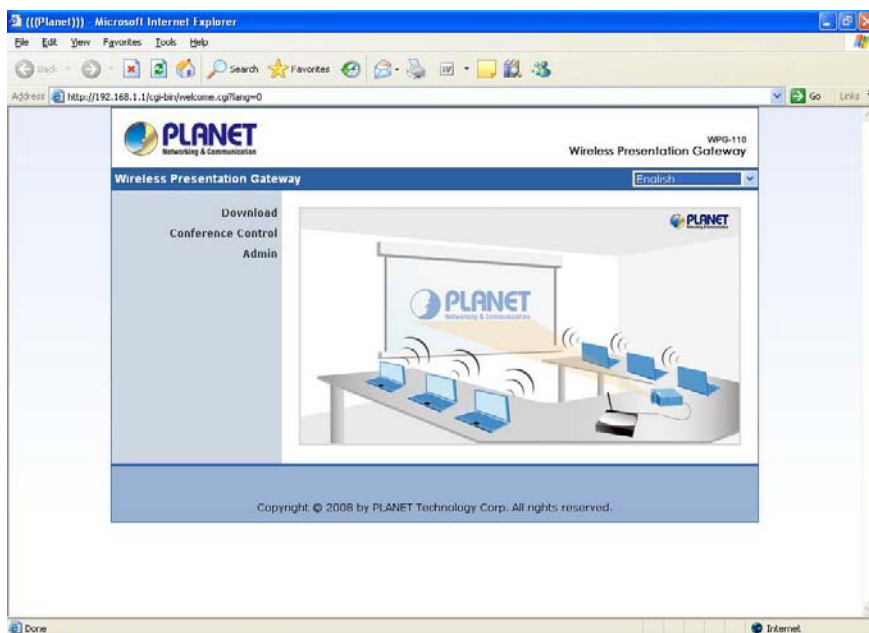 (((Planet))) - Microsoft Internet Explorer
File Edit View Favorites Tools Help
Back Search Favorites
Address http://192.168.1.1/cgi-bin/welcome.cgi?lang=0 Go Links
PLANET
Networking & Communication
WPG-110
Wireless Presentation Gateway
Wireless Presentation Gateway English
Download
Conference Control
Admin
PLANET
Networking & Communication
PLANET
Networking & Communication
Copyright © 2008 by PLANET Technology Corp. All rights reserved.
Done Internet